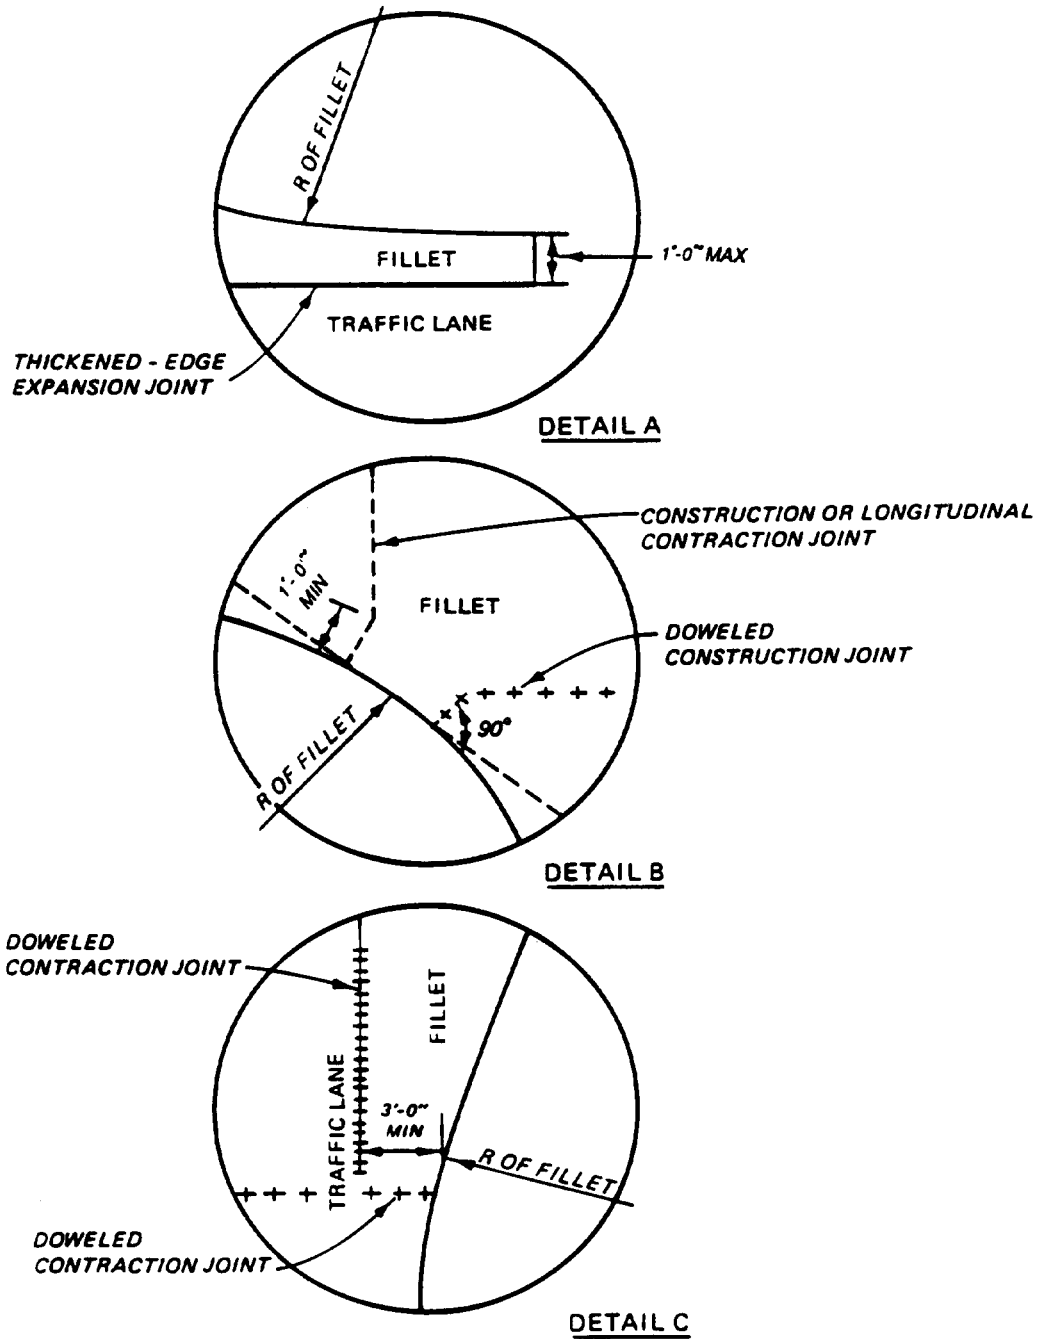 R OF FILLET
FILLET
1'-0" MAX
TRAFFIC LANE
THICKENED - EDGE
EXPANSION JOINT
DETAIL A
CONSTRUCTION OR LONGITUDINAL
CONTRACTION JOINT
1'-0"
MIN
FILLET
DOWELED
CONSTRUCTION JOINT
90°
R OF FILLET
DETAIL B
DOWELED
CONTRACTION JOINT
FILLET
TRAFFIC LANE
3'-0"
MIN
R OF FILLET
DOWELED
CONTRACTION JOINT
DETAIL C